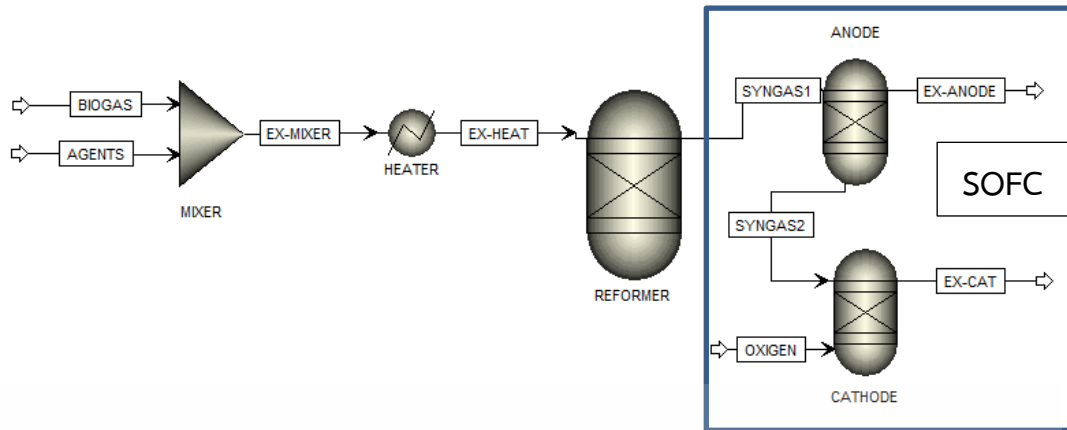 ANODE
BIOGAS
AGENTS
MIXER
EX-MIXER
HEATER
EX-HEAT
REFORMER
SYNGAS1
EX-ANODE
SOFC
SYNGAS2
EX-CAT
OXIGEN
CATHODE